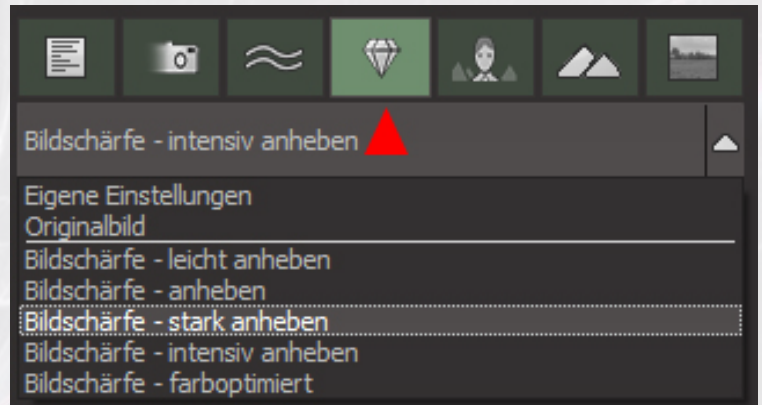 Bildschärfe - intensiv anheben
Eigene Einstellungen
Originalbild
Bildschärfe - leicht anheben
Bildschärfe - anheben
Bildschärfe - stark anheben
Bildschärfe - intensiv anheben
Bildschärfe - farboptimiert